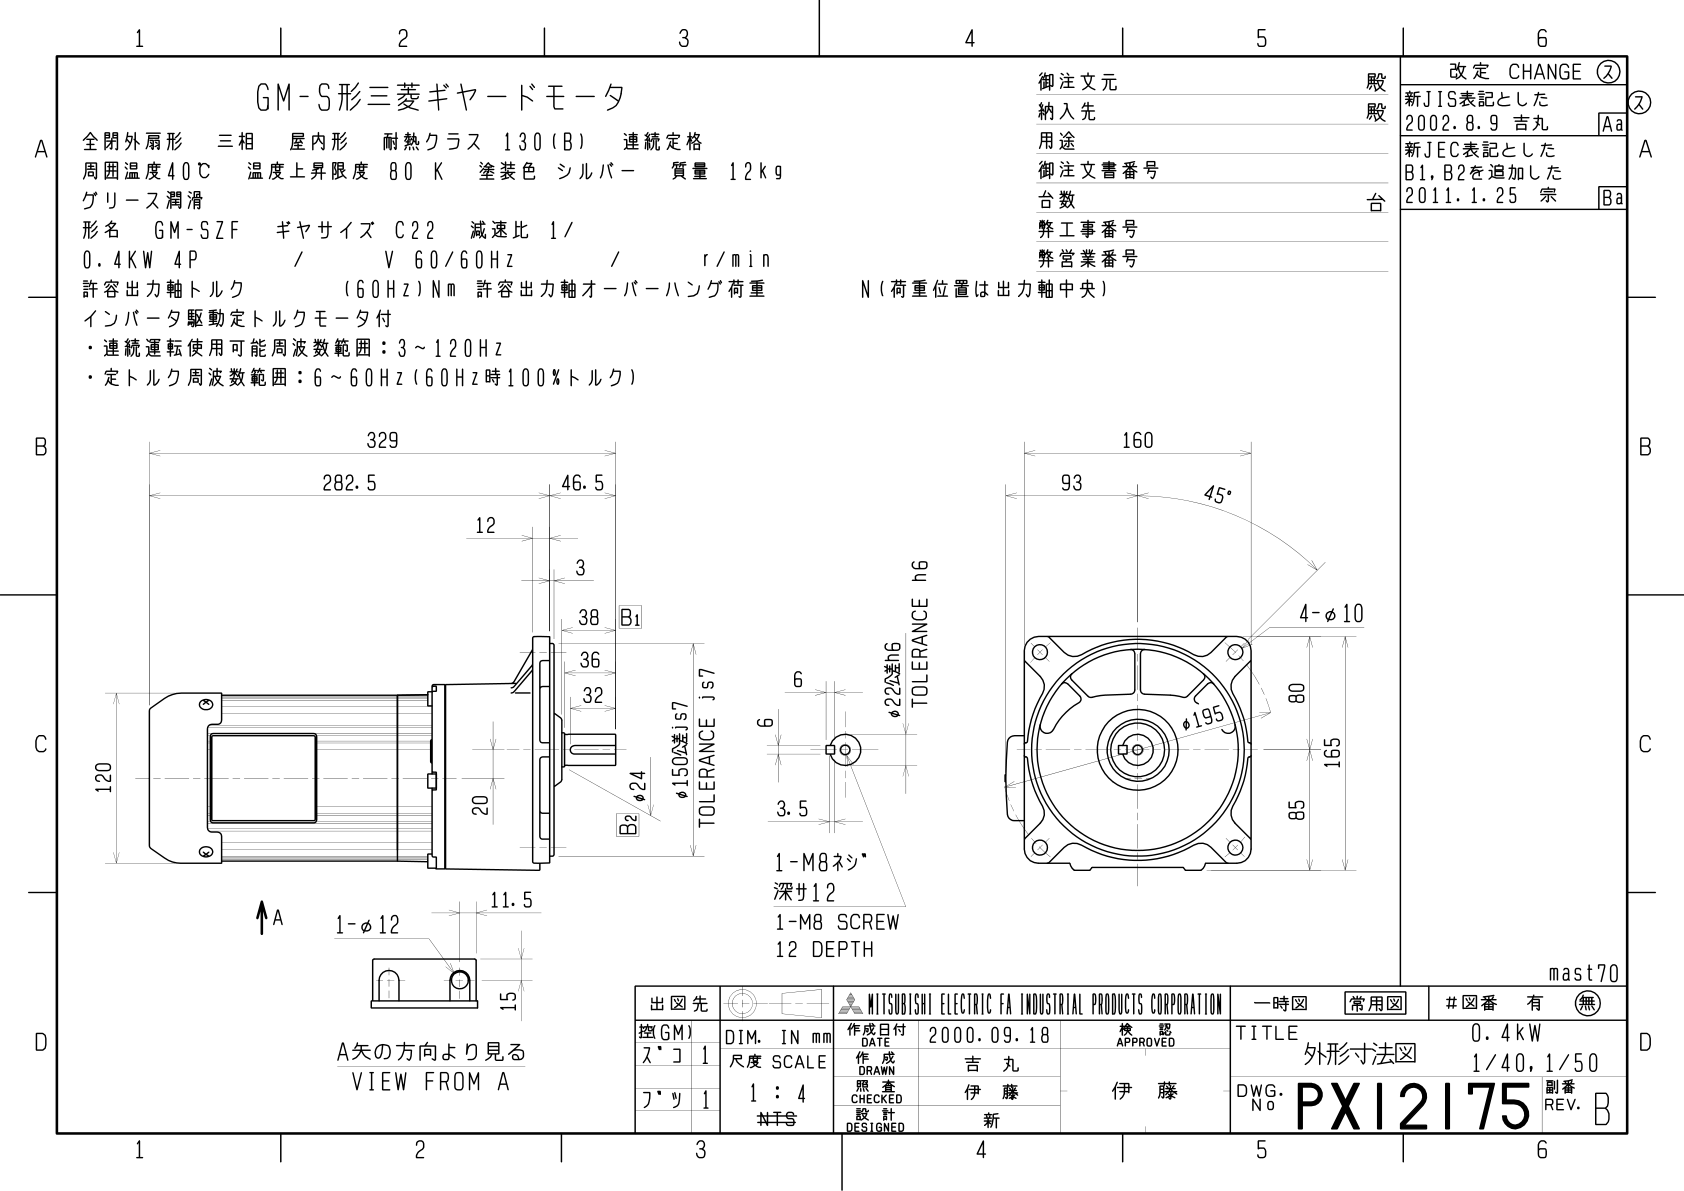 1 2 3 4 5 6
A
B
C
D
GM-S形三菱ギヤードモータ
全閉外扇形 三相 屋内形 耐熱クラス 130(B) 連続定格
周囲温度40℃ 温度上昇限度 80 K 塗装色 シルバー 質量 12kg
グリース潤滑
形名 GM-SZF ギヤサイズ C22 減速比 1/
0.4KW 4P / V 60/60Hz / r/min
許容出力軸トルク (60Hz)Nm 許容出力軸オーバーハング荷重 N(荷重位置は出力軸中央)
インバータ駆動定トルクモータ付
・連続運転使用可能周波数範囲：3～120Hz
・定トルク周波数範囲：6～60Hz(60Hz時100%トルク)
御注文元 殿
納入先 殿
用途
御注文書番号
台数 台
弊工事番号
弊営業番号
改定 CHANGE ス
新JIS表記とした
2002.8.9 吉丸 Aa
新JEC表記とした
B1,B2を追加した
2011.1.25 宗 Ba
ス
A
B
C
D
329
282.5 46.5
12
3
38 B1
36
32
120
20
φ24
B2
φ150公差js7
TOLERANCE js7
6
6
3.5
φ22公差h6
TOLERANCE h6
1-M8ネジ
深サ12
1-M8 SCREW
12 DEPTH
160
93
45°
4-φ10
φ195
80
165
85
A
1-φ12
11.5
15
A矢の方向より見る
VIEW FROM A
mast70
出図先
控(GM)
ズコ 1
ブツ 1
DIM. IN mm
尺度 SCALE
1 : 4
NTS
MITSUBISHI ELECTRIC FA INDUSTRIAL PRODUCTS CORPORATION
作成日付 DATE 2000.09.18
検認 APPROVED
作成 DRAWN 吉丸
照査 CHECKED 伊藤
伊藤
設計 DESIGNED 新
一時図 常用図 #図番 有 無
TITLE 外形寸法図
0.4kW
1/40,1/50
DWG. No PX12175
副番 REV. B
1 2 3 4 5 6